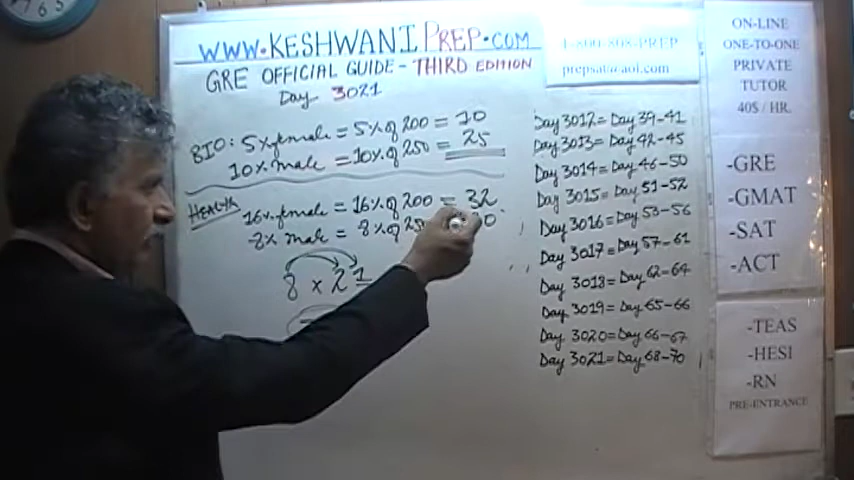 WWW.KESHWANIPREP.COM
GRE OFFICIAL GUIDE - THIRD EDITION
Day 3021
BIO: 5% female = 5% of 200 = 10
10% male = 10% of 250 = 25
HEALTH
16% female = 16% of 200 = 32
8% male = 8% of 25
8 x 2 1
1-800-808-PREP
prepsat@aol.com
Day 3012 = Day 39-41
Day 3013 = Day 42-45
Day 3014 = Day 46-50
Day 3015 = Day 51-52
Day 3016 = Day 53-56
Day 3017 = Day 57-61
Day 3018 = Day 62-64
Day 3019 = Day 65-66
Day 3020 = Day 66-67
Day 3021 = Day 68-70
ON-LINE
ONE-TO-ONE
PRIVATE
TUTOR
40$ / HR.
-GRE
-GMAT
-SAT
-ACT
-TEAS
-HESI
-RN
PRE-ENTRANCE